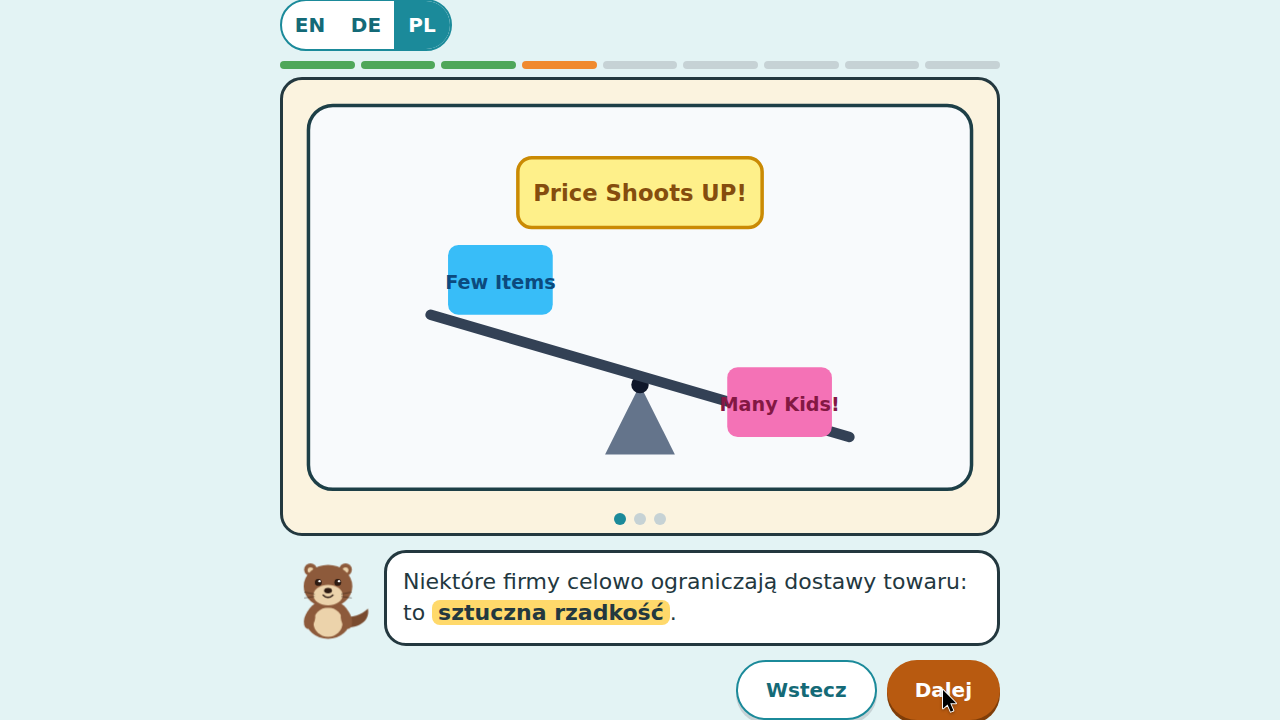 EN DE PL
Price Shoots UP!
Few Items
Many Kids!
Niektóre firmy celowo ograniczają dostawy towaru:
to sztuczna rzadkość.
Wstecz Dalej